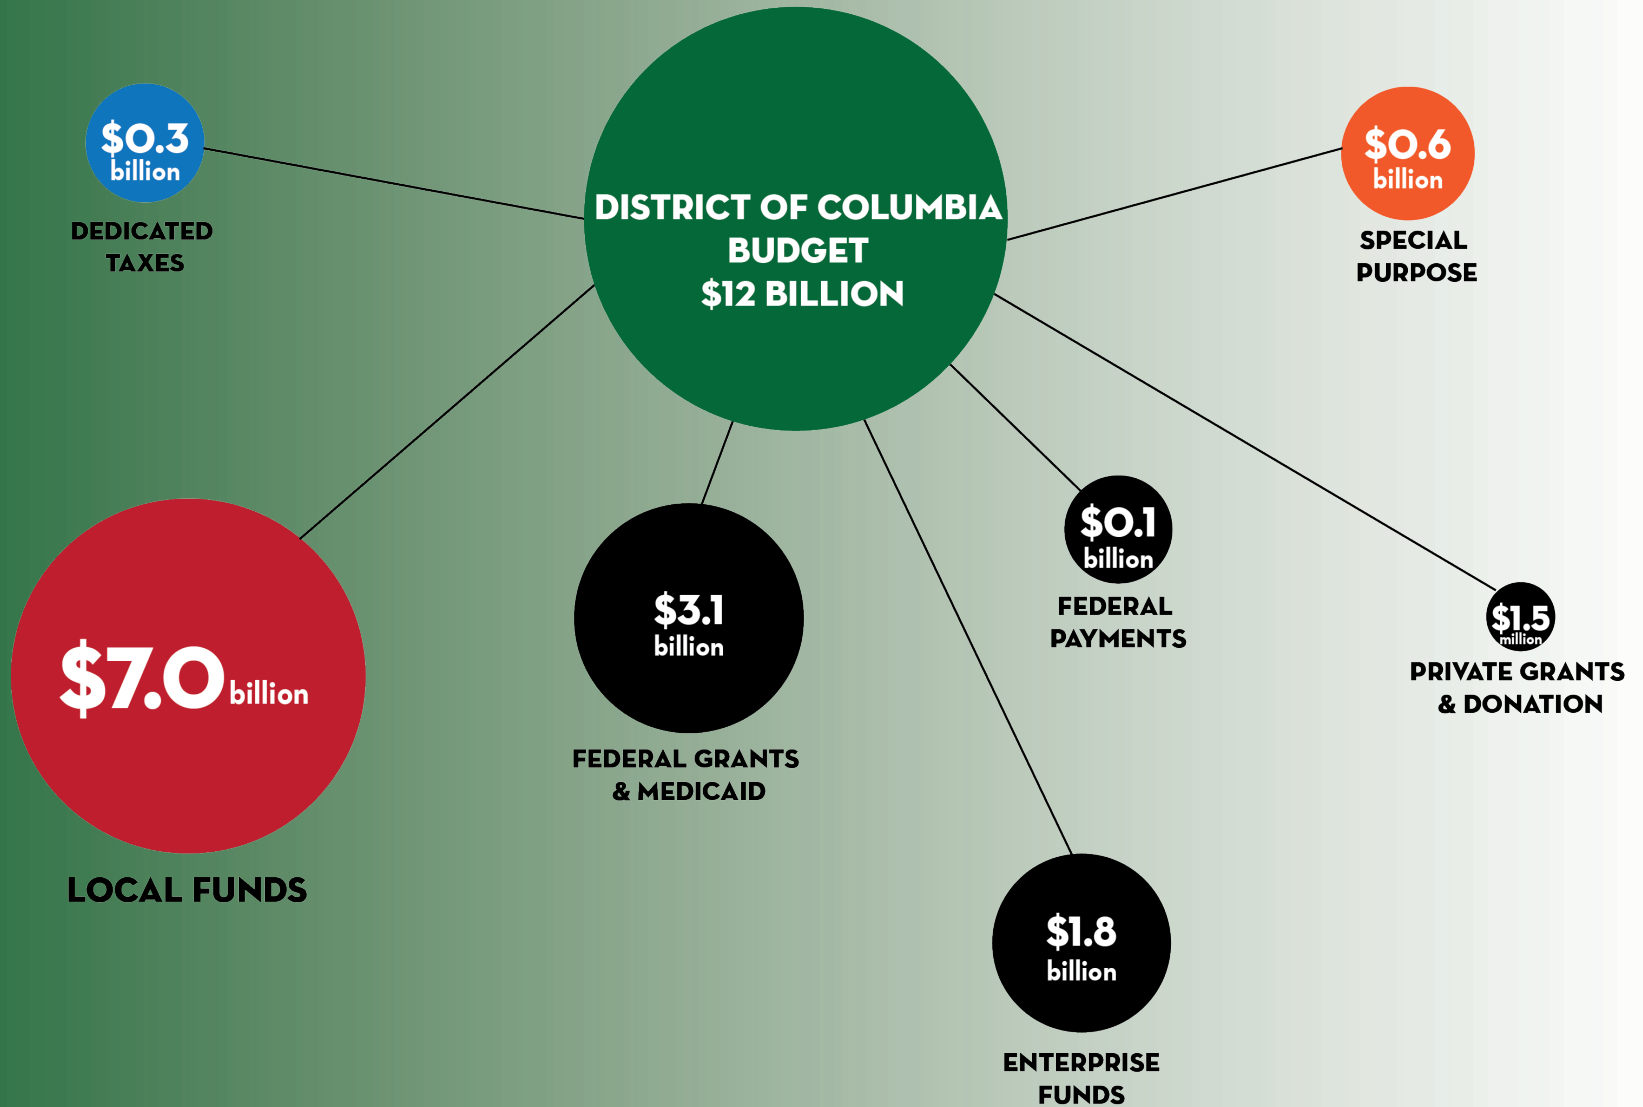 DISTRICT OF COLUMBIA
BUDGET
$12 BILLION
$0.3
billion
DEDICATED
TAXES
$0.6
billion
SPECIAL
PURPOSE
$7.0 billion
LOCAL FUNDS
$3.1
billion
FEDERAL GRANTS
& MEDICAID
$0.1
billion
FEDERAL
PAYMENTS
$1.5
million
PRIVATE GRANTS
& DONATION
$1.8
billion
ENTERPRISE
FUNDS